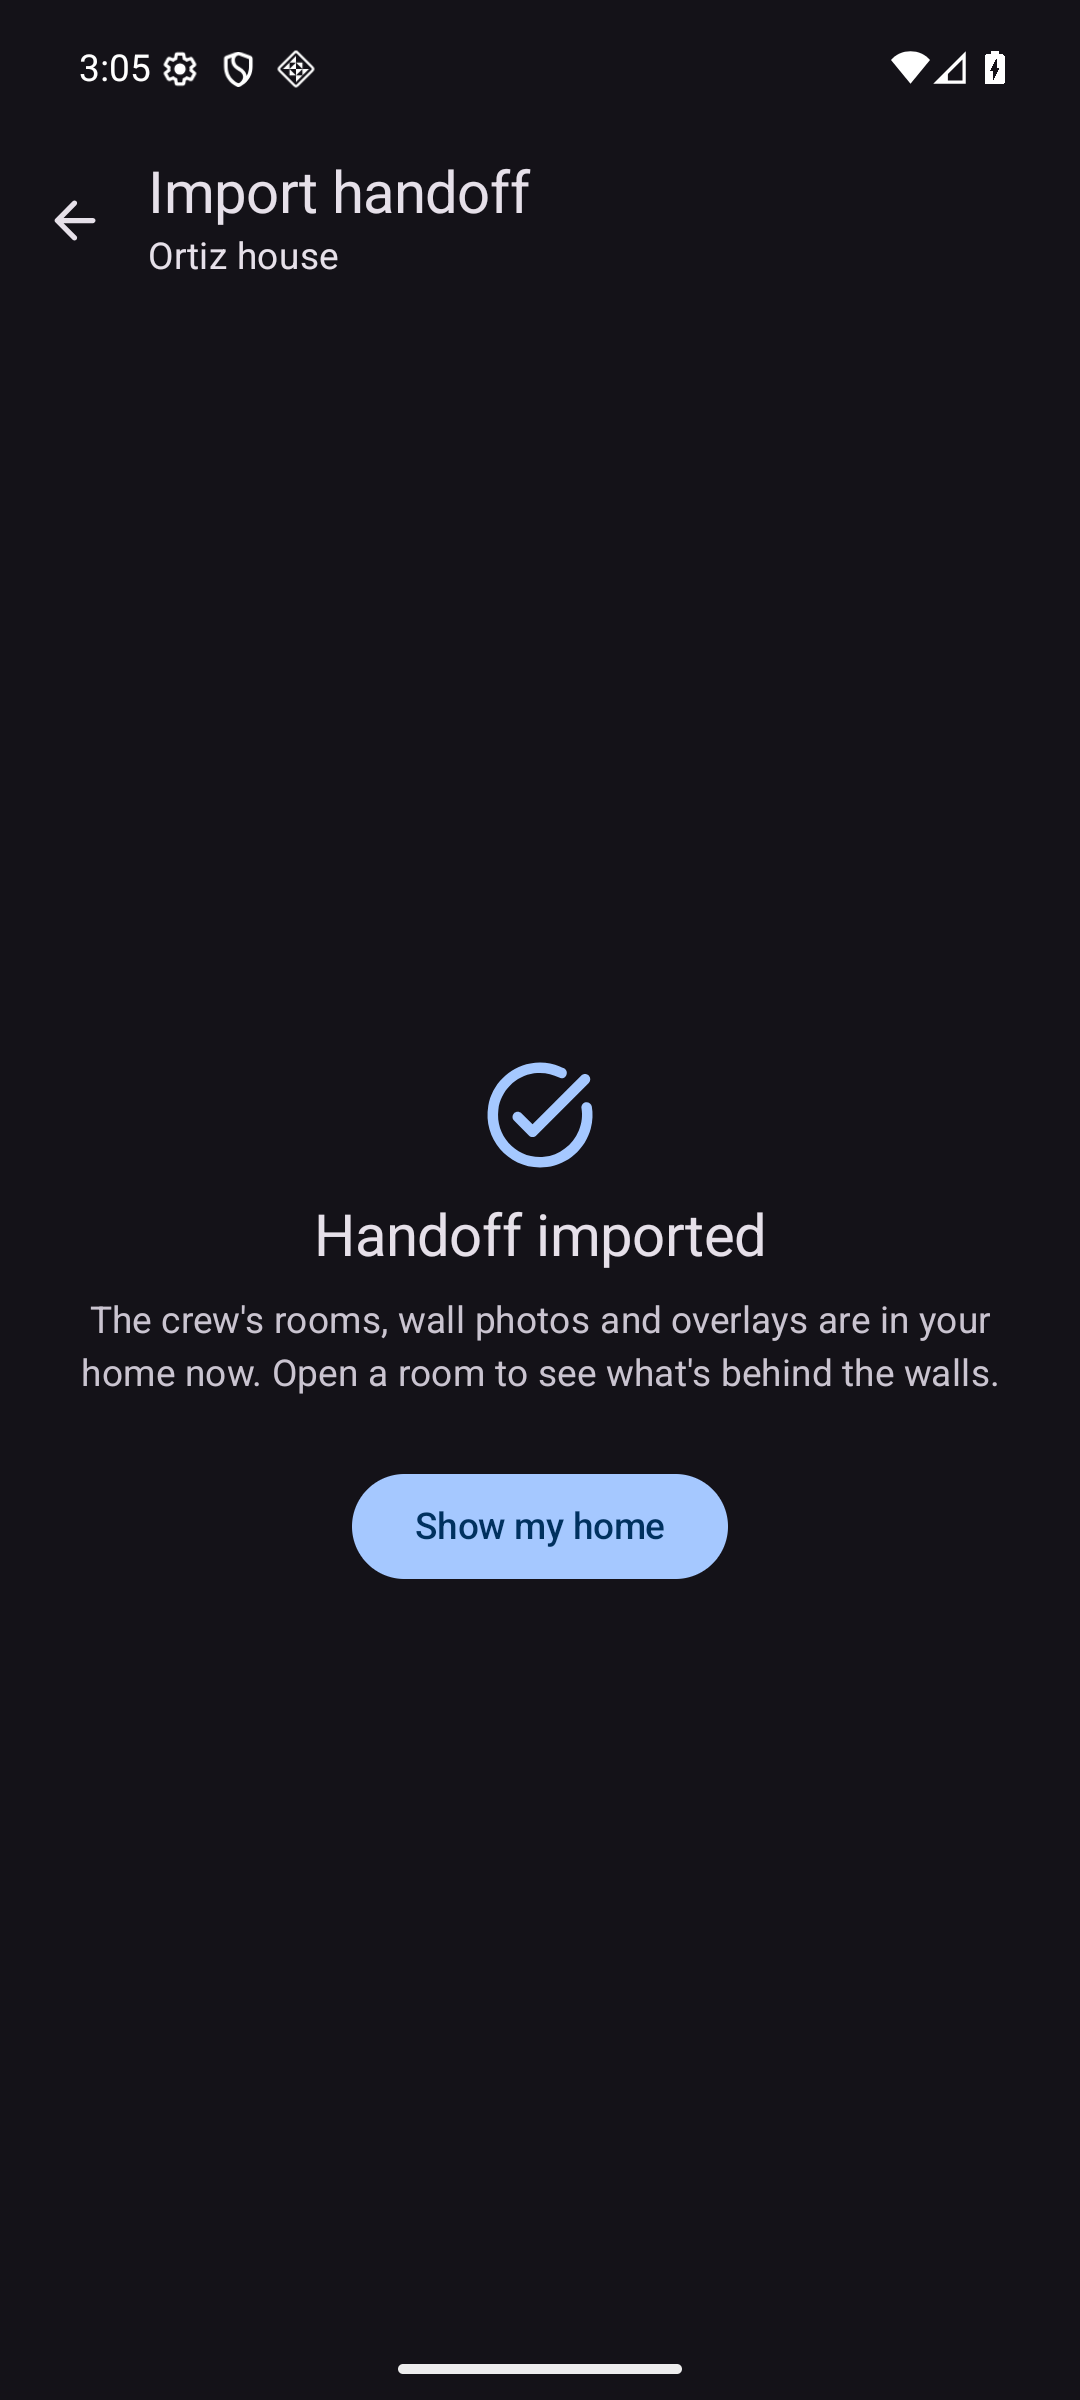 3:05
Import handoff
Ortiz house
Handoff imported
The crew's rooms, wall photos and overlays are in your
home now. Open a room to see what's behind the walls.
Show my home